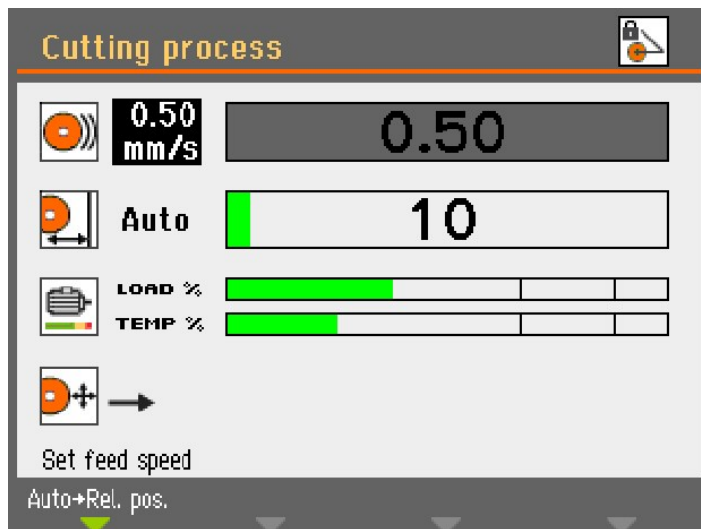 Cutting process
0.50
mm/s
0.50
Auto
10
LOAD %
TEMP %
Set feed speed
Auto→Rel. pos.